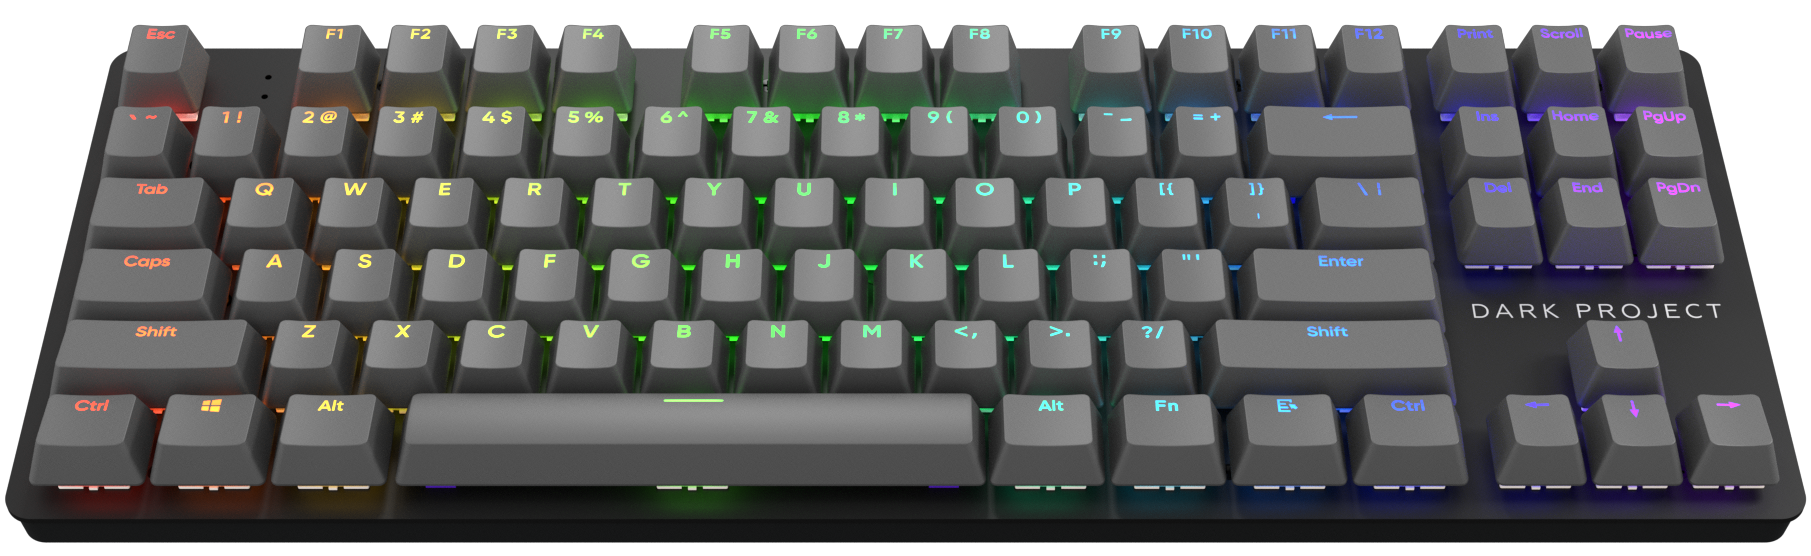 Esc F1 F2 F3 F4 F5 F6 F7 F8 F9 F10 F11 F12 Print Scroll Pause
` ~ 1 ! 2 @ 3 # 4 $ 5 % 6 ^ 7 & 8 * 9 ( 0 ) - _ = + ← Ins Home PgUp
Tab Q W E R T Y U I O P [{ ]} \ | Del End PgDn
Caps A S D F G H J K L :; "' Enter
DARK PROJECT
Shift Z X C V B N M <, >. ?/ Shift ↑
Ctrl Alt Alt Fn Ctrl ← ↓ →